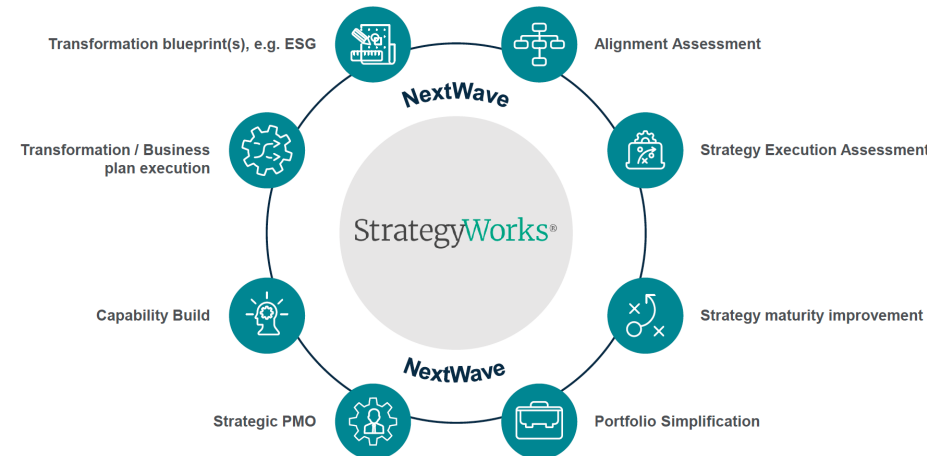 Transformation blueprint(s), e.g. ESG
Alignment Assessment
NextWave
Transformation / Business
plan execution
Strategy Execution Assessment
StrategyWorks®
Capability Build
Strategy maturity improvement
NextWave
Strategic PMO
Portfolio Simplification